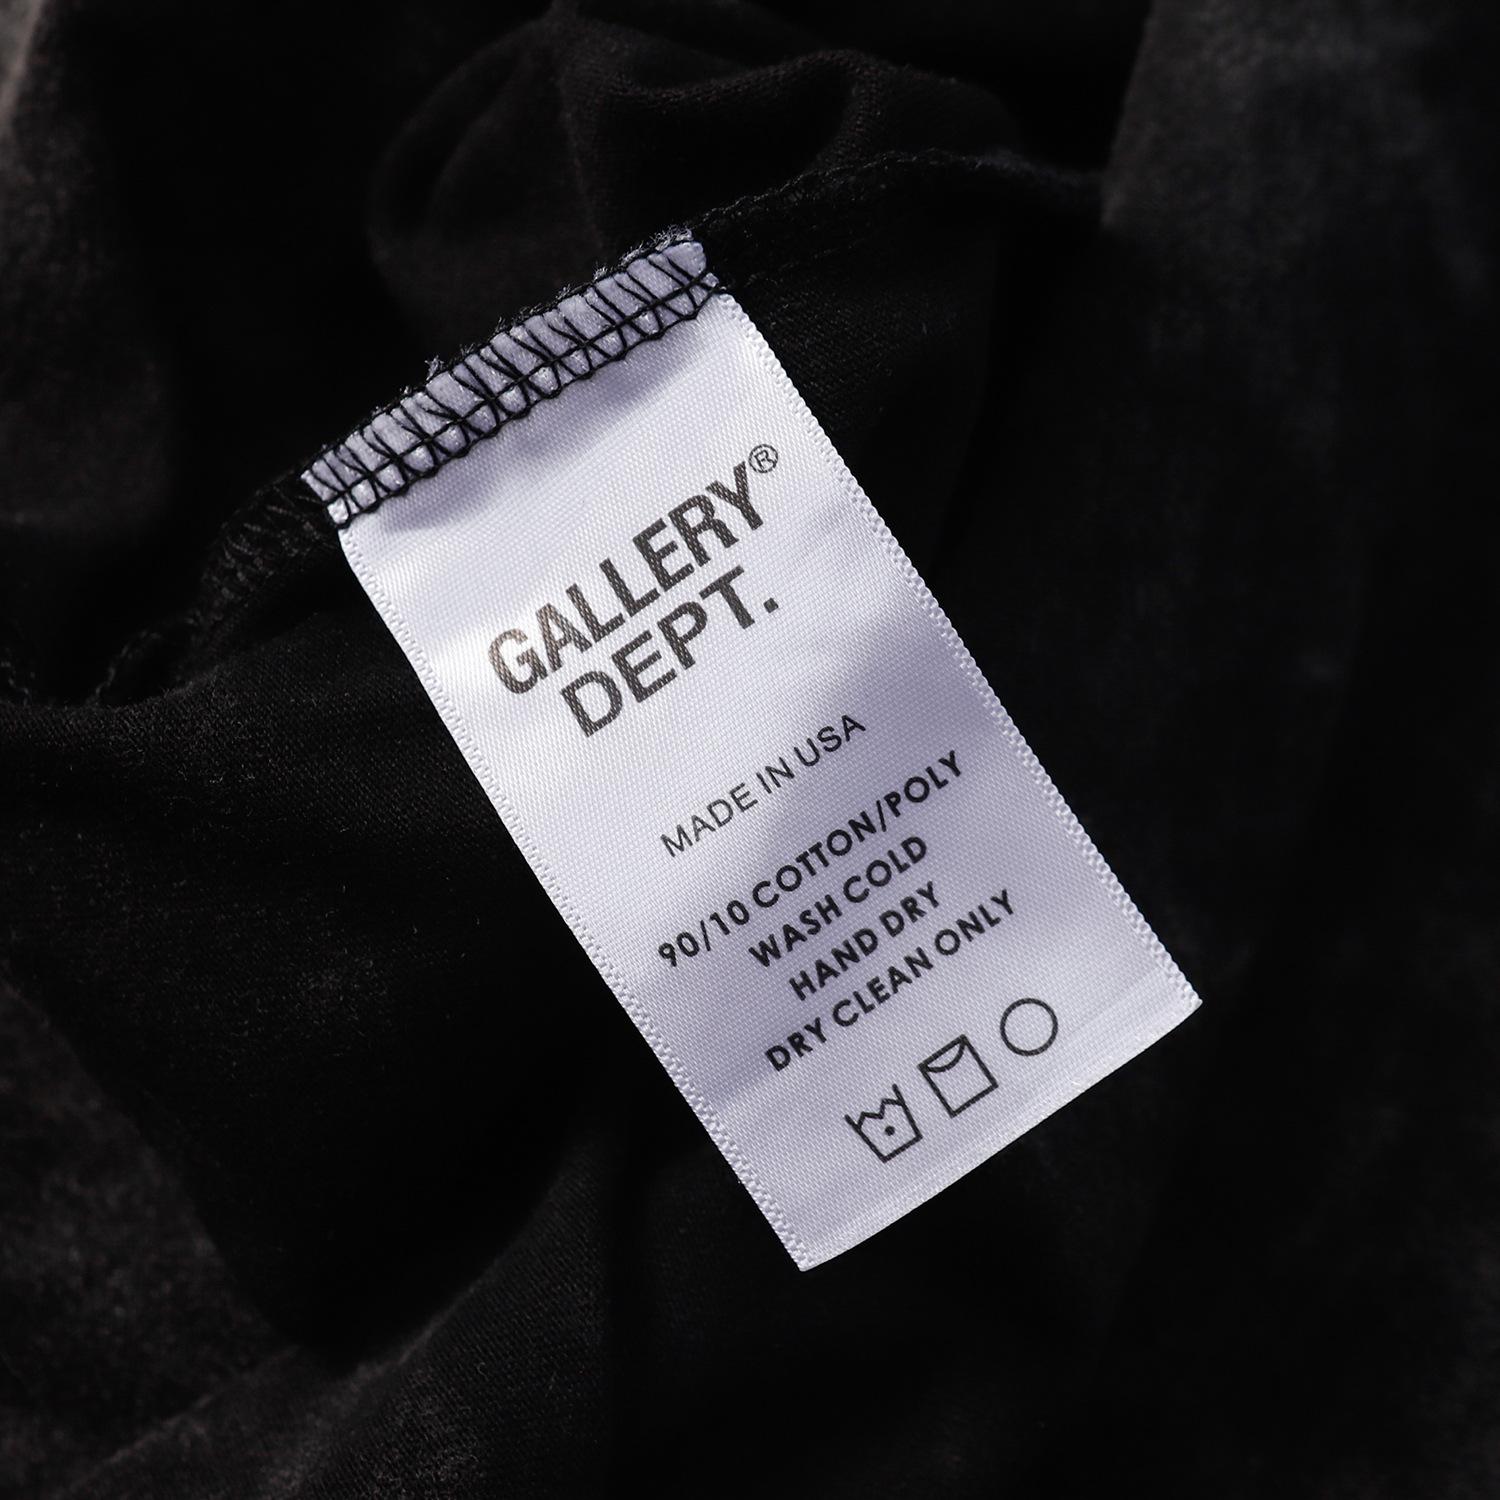 GALLERY®
DEPT.
MADE IN USA
90/10 COTTON/POLY
WASH COLD
HAND DRY
DRY CLEAN ONLY